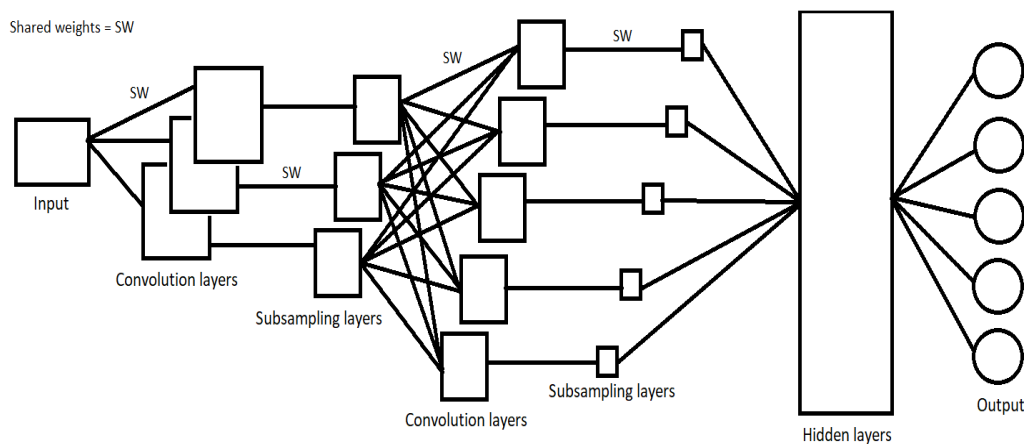 Shared weights = SW
SW
SW
SW
SW
Input
Convolution layers
Subsampling layers
Convolution layers
Subsampling layers
Hidden layers
Output